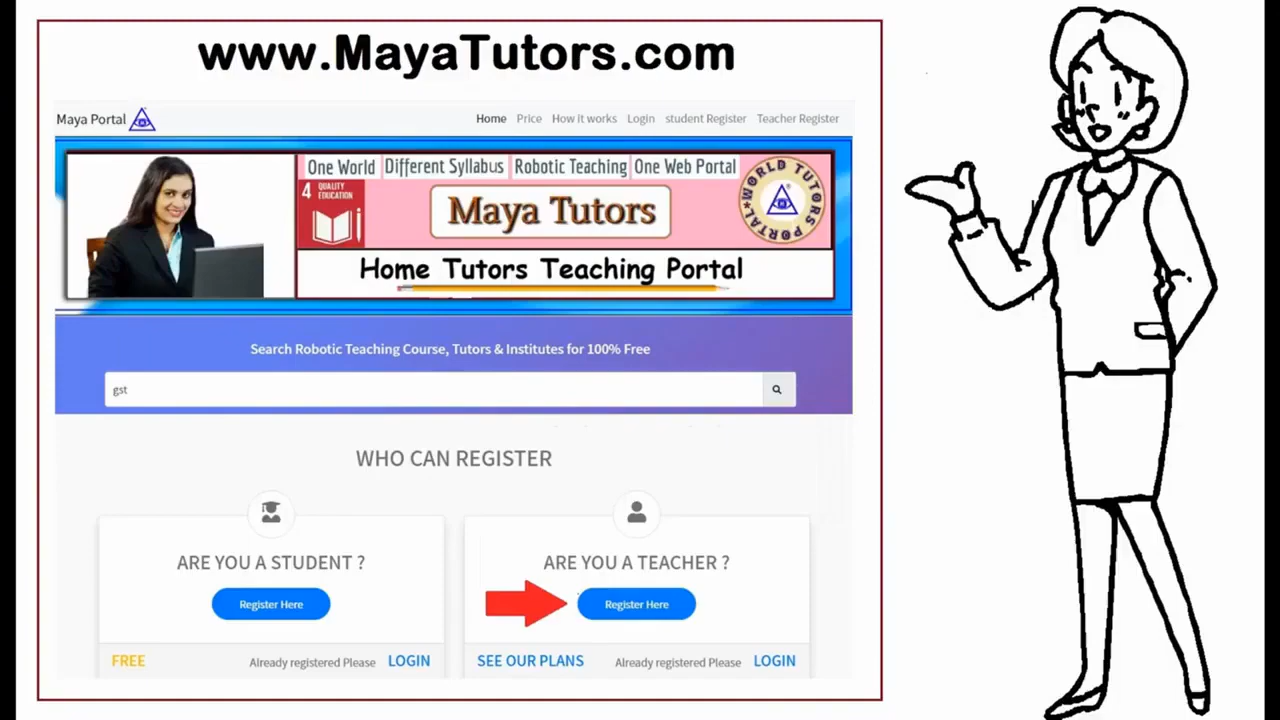 www.MayaTutors.com
Maya Portal Home Price How it works Login student Register Teacher Register
One World Different Syllabus Robotic Teaching One Web Portal
4 QUALITY EDUCATION
Maya Tutors
WORLD TUTORS PORTAL
Home Tutors Teaching Portal
Search Robotic Teaching Course, Tutors & Institutes for 100% Free
gst
WHO CAN REGISTER
ARE YOU A STUDENT ? ARE YOU A TEACHER ?
Register Here Register Here
FREE Already registered Please LOGIN SEE OUR PLANS Already registered Please LOGIN